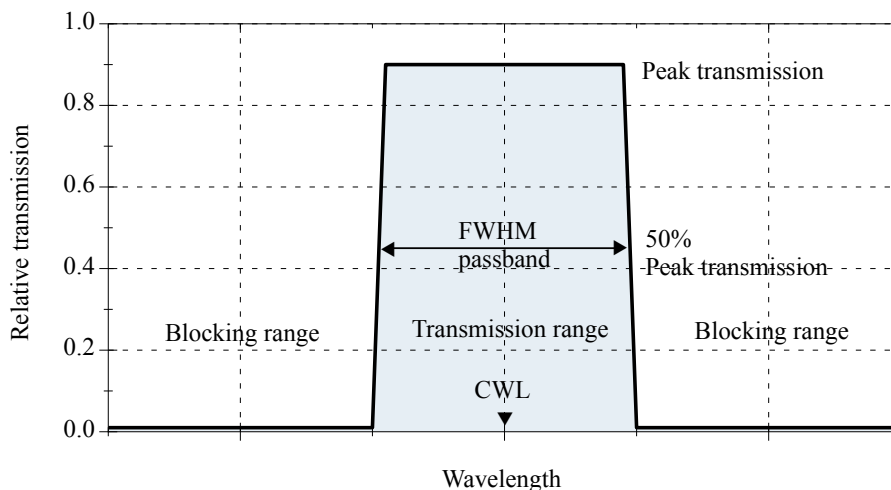 1.0
Peak transmission
0.8
0.6
Relative transmission
FWHM
passband
50%
Peak transmission
0.4
Blocking range
Transmission range
Blocking range
0.2
CWL
0.0
Wavelength